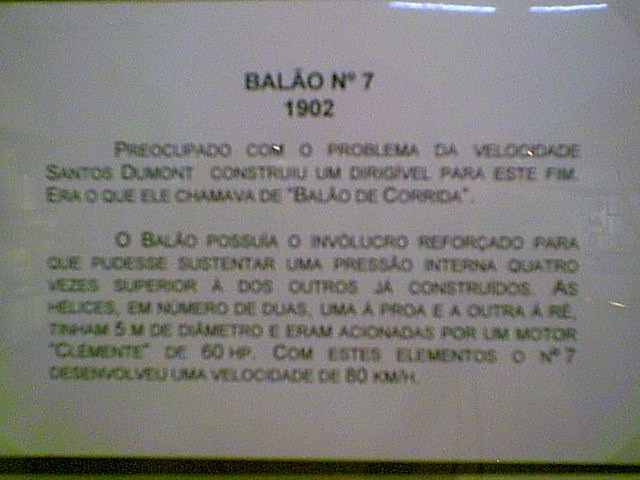 BALÃO Nº 7
1902
PREOCUPADO COM O PROBLEMA DA VELOCIDADE
SANTOS DUMONT CONSTRUIU UM DIRIGÍVEL PARA ESTE FIM.
ERA O QUE ELE CHAMAVA DE "BALÃO DE CORRIDA".
O BALÃO POSSUÍA O INVÓLUCRO REFORÇADO PARA
QUE PUDESSE SUSTENTAR UMA PRESSÃO INTERNA QUATRO
VEZES SUPERIOR À DOS OUTROS JÁ CONSTRUÍDOS. AS
HÉLICES, EM NÚMERO DE DUAS, UMA À PROA E A OUTRA À RÉ,
TINHAM 5 M DE DIÂMETRO E ERAM ACIONADAS POR UM MOTOR
"CLÉMENTE" DE 60 HP. COM ESTES ELEMENTOS O Nº 7
DESENVOLVEU UMA VELOCIDADE DE 80 KM/H.